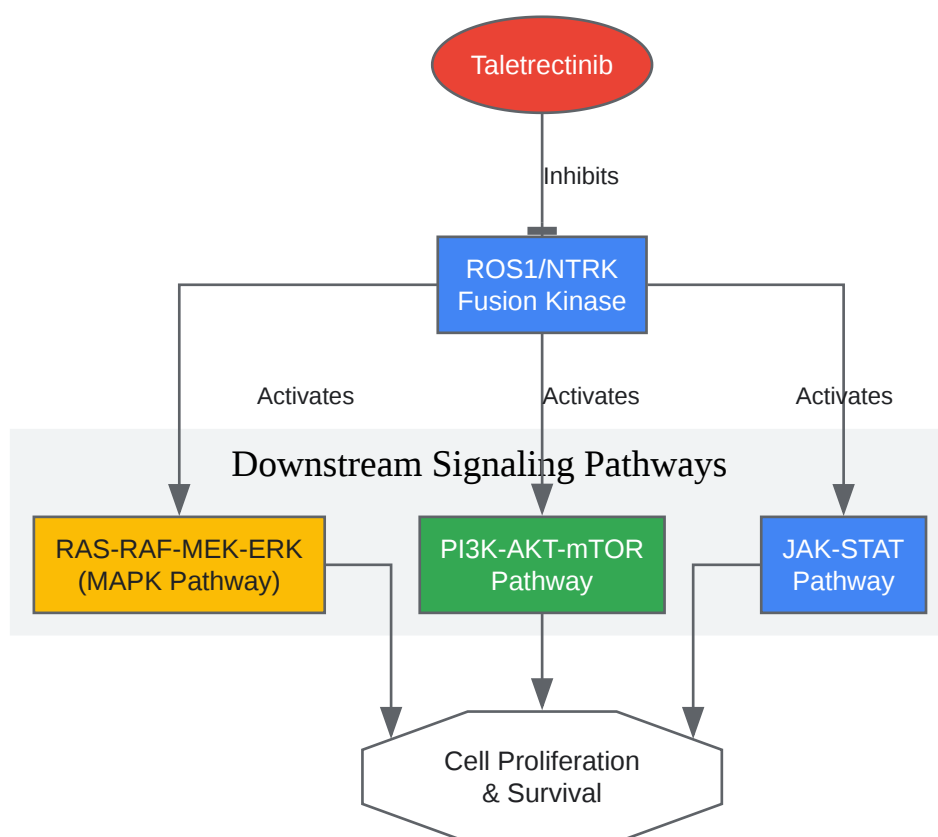 Taletrectinib
Inhibits
ROS1/NTRK
Fusion Kinase
Activates
Activates
Activates
Downstream Signaling Pathways
RAS-RAF-MEK-ERK
(MAPK Pathway)
PI3K-AKT-mTOR
Pathway
JAK-STAT
Pathway
Cell Proliferation
& Survival